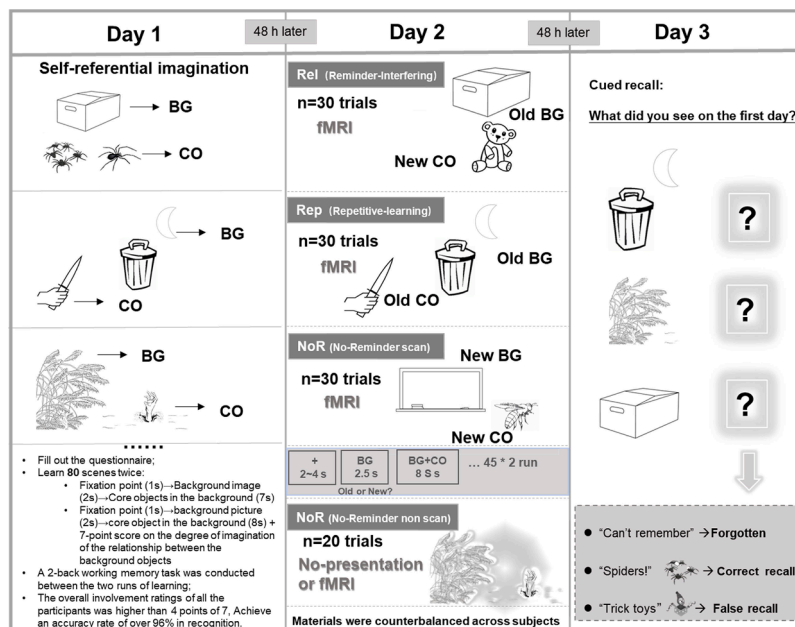 Day 1
48 h later
Day 2
48 h later
Day 3
Self-referential imagination
BG
CO
BG
CO
BG
CO
......
• Fill out the questionnaire;
• Learn 80 scenes twice:
• Fixation point (1s)→Background image
(2s)→Core objects in the background (7s)
• Fixation point (1s)→background picture
(2s)→core object in the background (8s) +
7-point score on the degree of imagination
of the relationship between the
background objects
• A 2-back working memory task was conducted
between the two runs of learning;
• The overall involvement ratings of all the
participants was higher than 4 points of 7, Achieve
an accuracy rate of over 96% in recognition.
ReI (Reminder-Interfering)
n=30 trials
fMRI
Old BG
New CO
Rep (Repetitive-learning)
n=30 trials
fMRI
Old BG
Old CO
NoR (No-Reminder scan)
New BG
n=30 trials
fMRI
New CO
+
2~4 s
BG
2.5 s
BG+CO
8 S s
... 45 * 2 run
Old or New?
NoR (No-Reminder non scan)
n=20 trials
No-presentation
or fMRI
Materials were counterbalanced across subjects
Cued recall:
What did you see on the first day?
?
?
?
● “Can't remember” →Forgotten
● “Spiders!” → Correct recall
● “Trick toys” → False recall